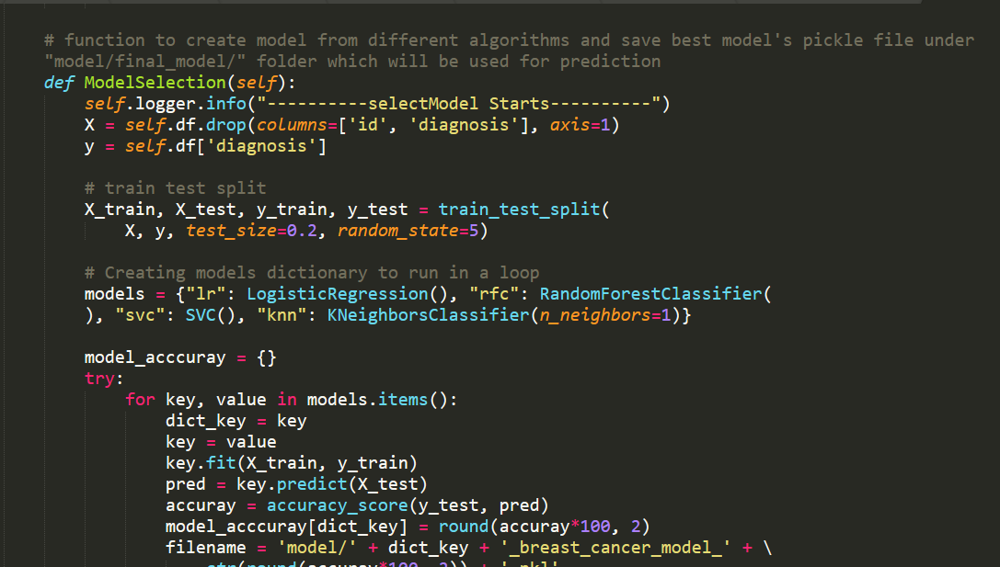 # function to create model from different algorithms and save best model's pickle file under
"model/final_model/" folder which will be used for prediction
def ModelSelection(self):
self.logger.info("----------selectModel Starts----------")
X = self.df.drop(columns=['id', 'diagnosis'], axis=1)
y = self.df['diagnosis']
# train test split
X_train, X_test, y_train, y_test = train_test_split(
X, y, test_size=0.2, random_state=5)
# Creating models dictionary to run in a loop
models = {"lr": LogisticRegression(), "rfc": RandomForestClassifier(
), "svc": SVC(), "knn": KNeighborsClassifier(n_neighbors=1)}
model_acccuray = {}
try:
for key, value in models.items():
dict_key = key
key = value
key.fit(X_train, y_train)
pred = key.predict(X_test)
accuray = accuracy_score(y_test, pred)
model_acccuray[dict_key] = round(accuray*100, 2)
filename = 'model/' + dict_key + '_breast_cancer_model_' + \
str(round(accuray*100, 2)) + '.pkl'